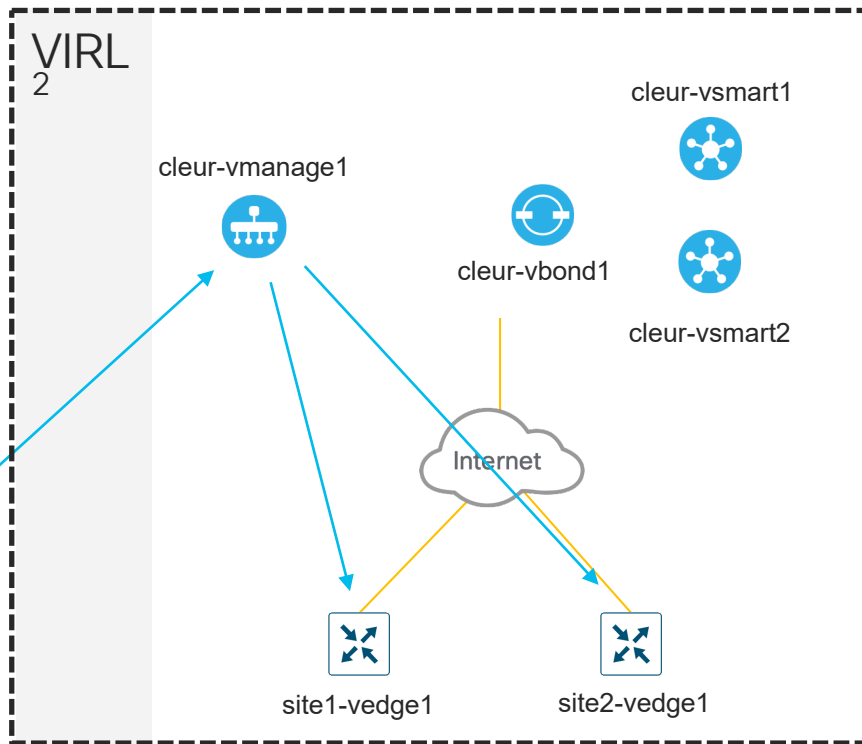 VIRL
2
cleur-vsmart1
cleur-vmanage1
cleur-vbond1
cleur-vsmart2
Internet
site1-vedge1
site2-vedge1